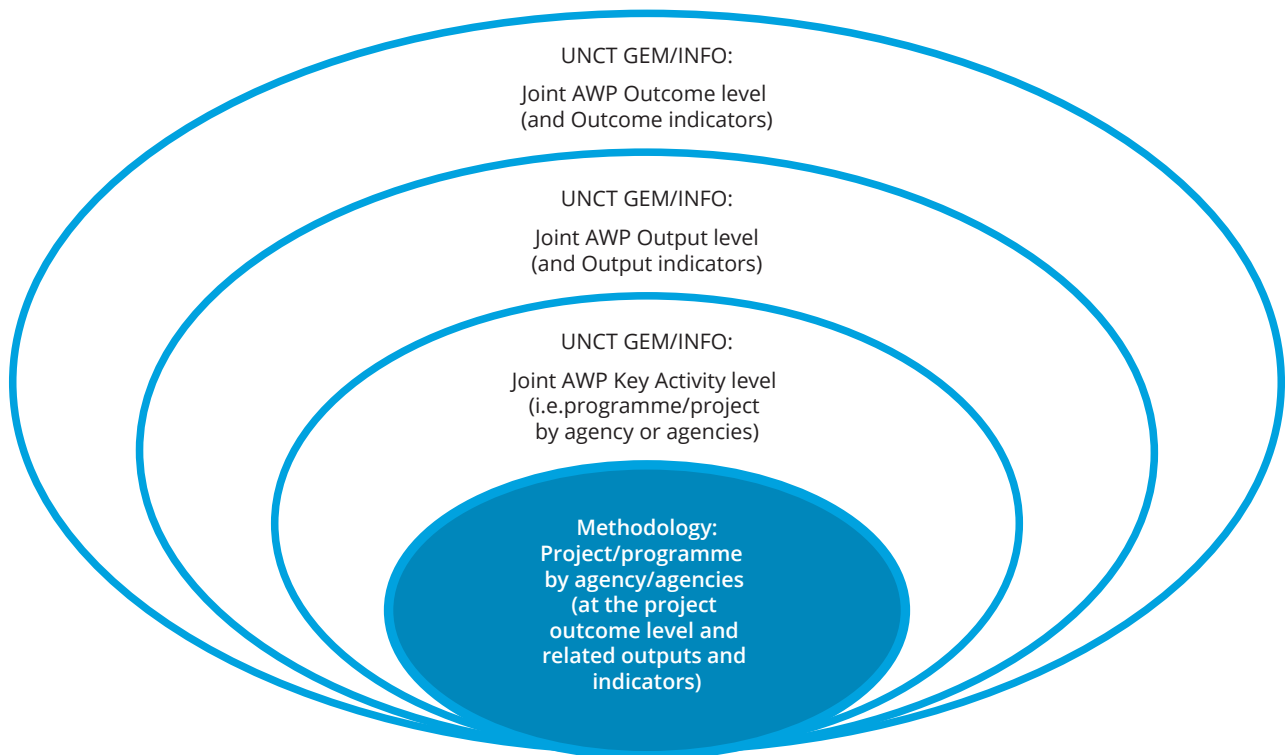 UNCT GEM/INFO:
Joint AWP Outcome level
(and Outcome indicators)
UNCT GEM/INFO:
Joint AWP Output level
(and Output indicators)
UNCT GEM/INFO:
Joint AWP Key Activity level
(i.e.programme/project
by agency or agencies)
Methodology:
Project/programme
by agency/agencies
(at the project
outcome level and
related outputs and
indicators)